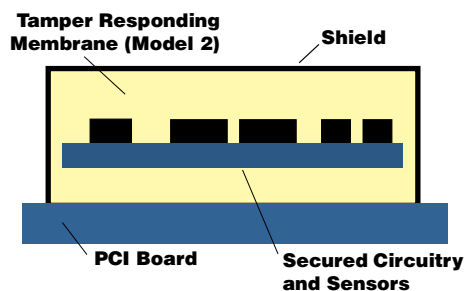 Tamper Responding
Membrane (Model 2)
Shield
PCI Board
Secured Circuitry
and Sensors